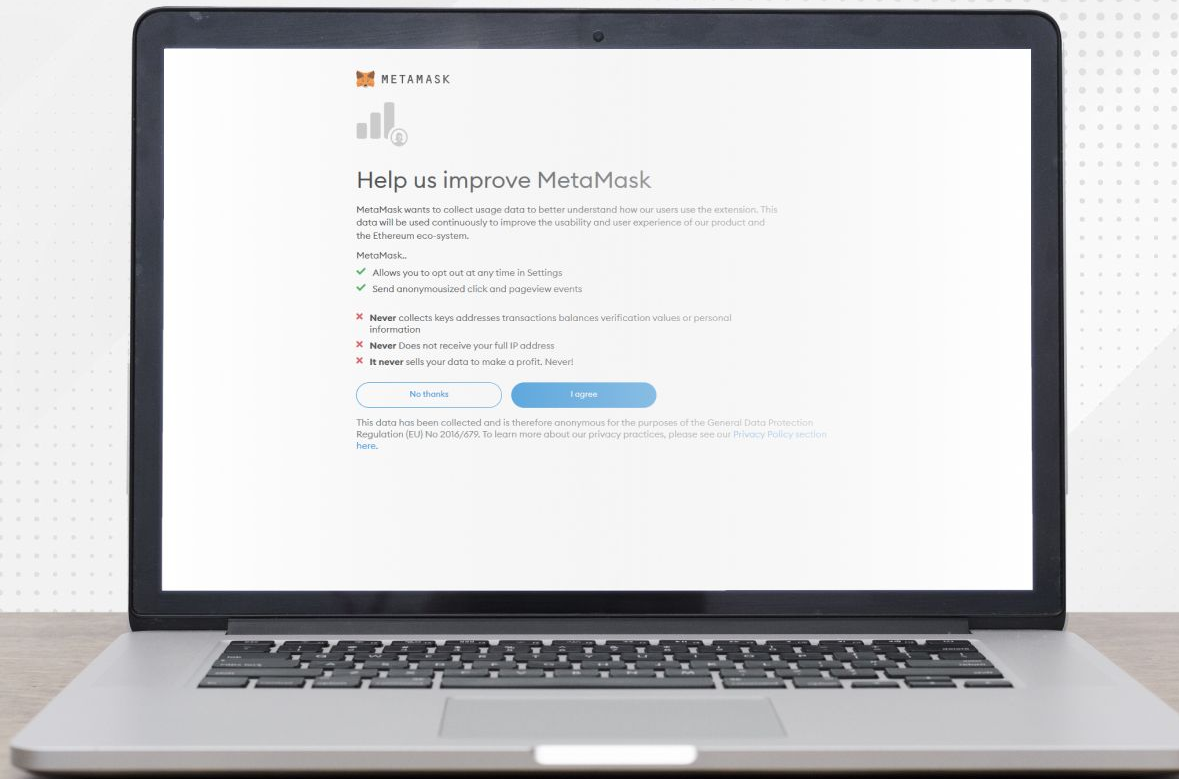 METAMASK
Help us improve MetaMask
MetaMask wants to collect usage data to better understand how our users use the extension. This
data will be used continuously to improve the usability and user experience of our product and
the Ethereum eco-system.
MetaMask..
Allows you to opt out at any time in Settings
Send anonymousized click and pageview events
Never collects keys addresses transactions balances verification values or personal
information
Never Does not receive your full IP address
It never sells your data to make a profit. Never!
No thanks
I agree
This data has been collected and is therefore anonymous for the purposes of the General Data Protection
Regulation (EU) No 2016/679. To learn more about our privacy practices, please see our Privacy Policy section
here.